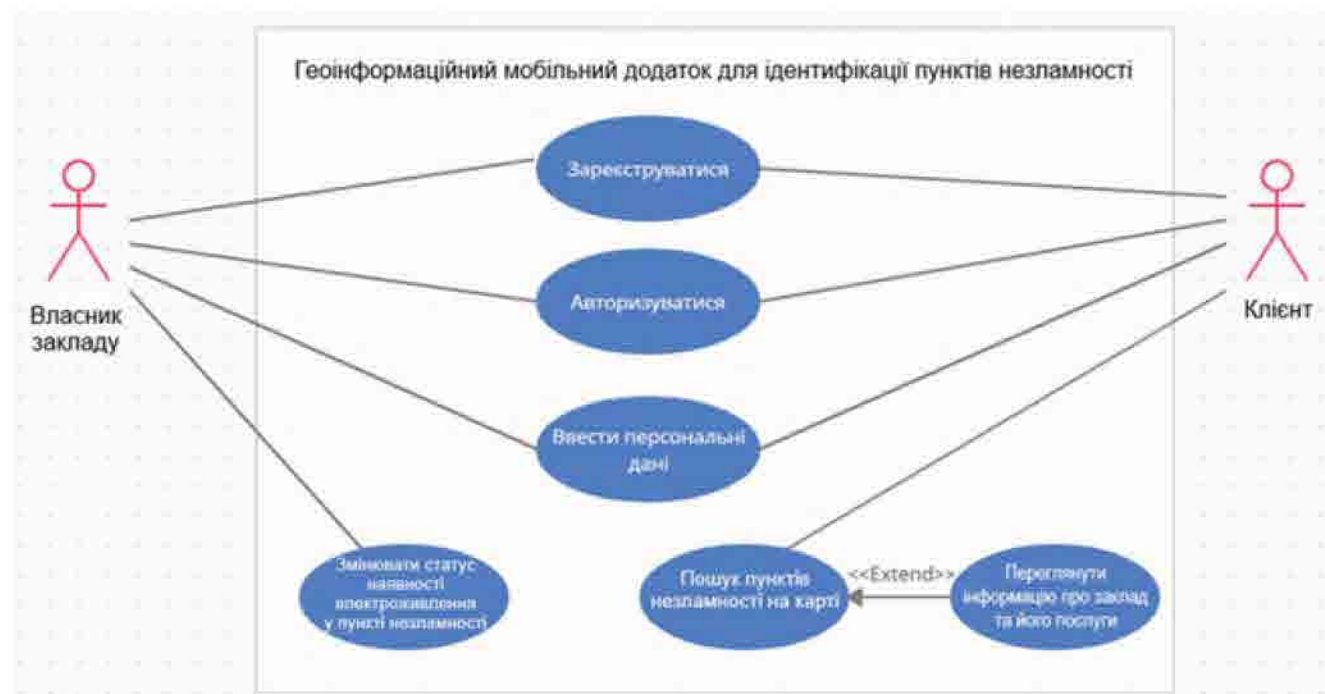 Геоінформаційний мобільний додаток для ідентифікації пунктів незламності
Зареєструватися
Авторизуватися
Власник
закладу
Клієнт
Ввести персональні
дані
Змінювати статус
наявності
електроживлення
у пункті незламності
Пошук пунктів
незламності на карті
<<Extend>>
Переглянути
інформацію про заклад
та його послуги